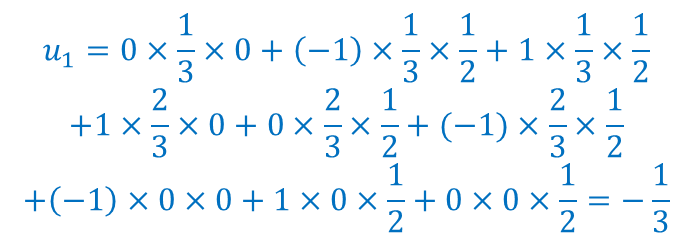 u₁ = 0 × 1/3 × 0 + (−1) × 1/3 × 1/2 + 1 × 1/3 × 1/2
+1 × 2/3 × 0 + 0 × 2/3 × 1/2 + (−1) × 2/3 × 1/2
+(−1) × 0 × 0 + 1 × 0 × 1/2 + 0 × 0 × 1/2 = − 1/3